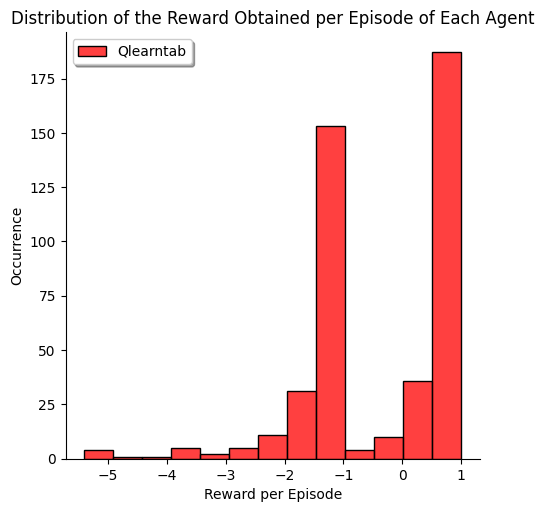 Distribution of the Reward Obtained per Episode of Each Agent
Qlearntab
175
150
125
100
75
50
25
0
Occurrence
−5 −4 −3 −2 −1 0 1
Reward per Episode